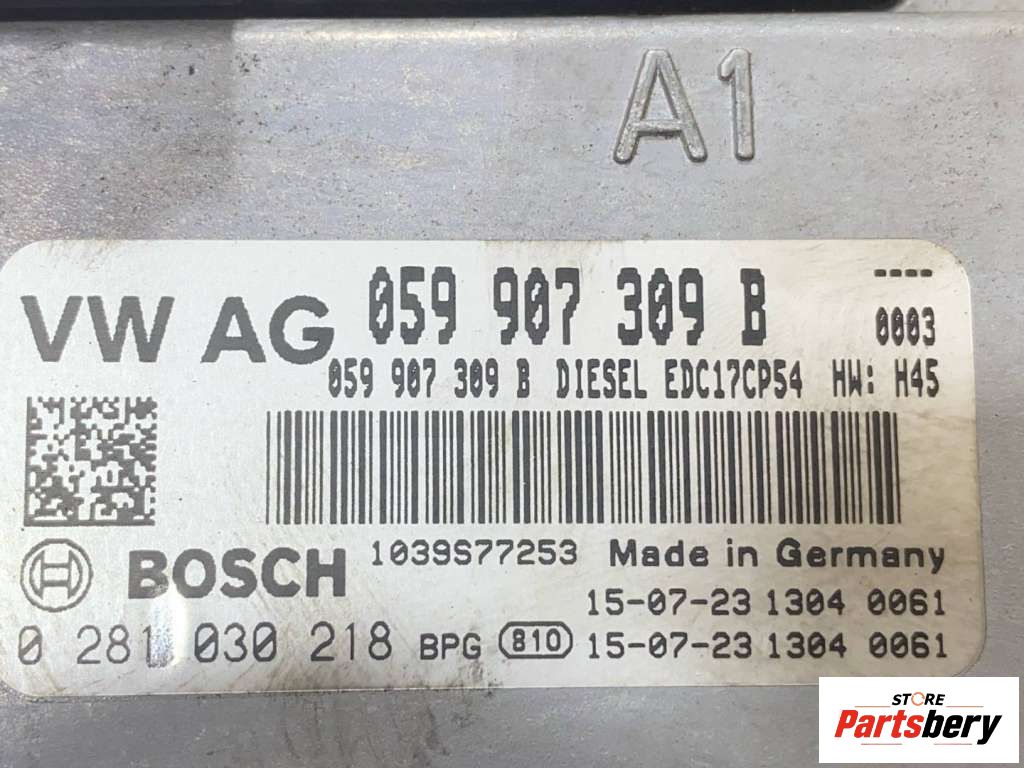 A1
VW AG 059 907 309 B ----
0003
059 907 309 B DIESEL EDC17CP54 HW: H45
BOSCH 1039S77253 Made in Germany
15-07-23 1304 0061
0 281 030 218 BPG 810 15-07-23 1304 0061
STORE
Partsbery